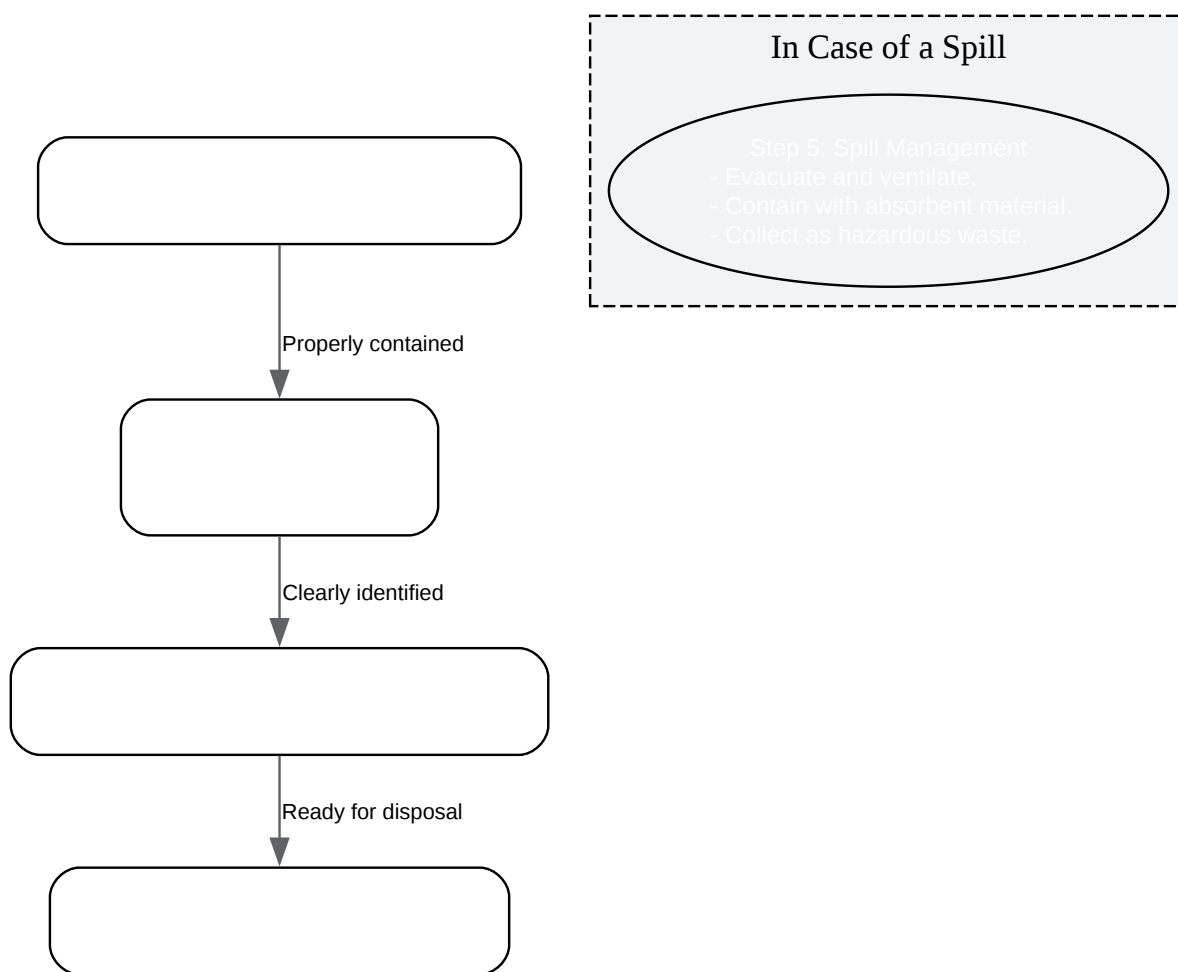 In Case of a Spill
Step 5: Spill Management
- Evacuate and ventilate.
- Contain with absorbent material.
- Collect as hazardous waste.
Properly contained
Clearly identified
Ready for disposal